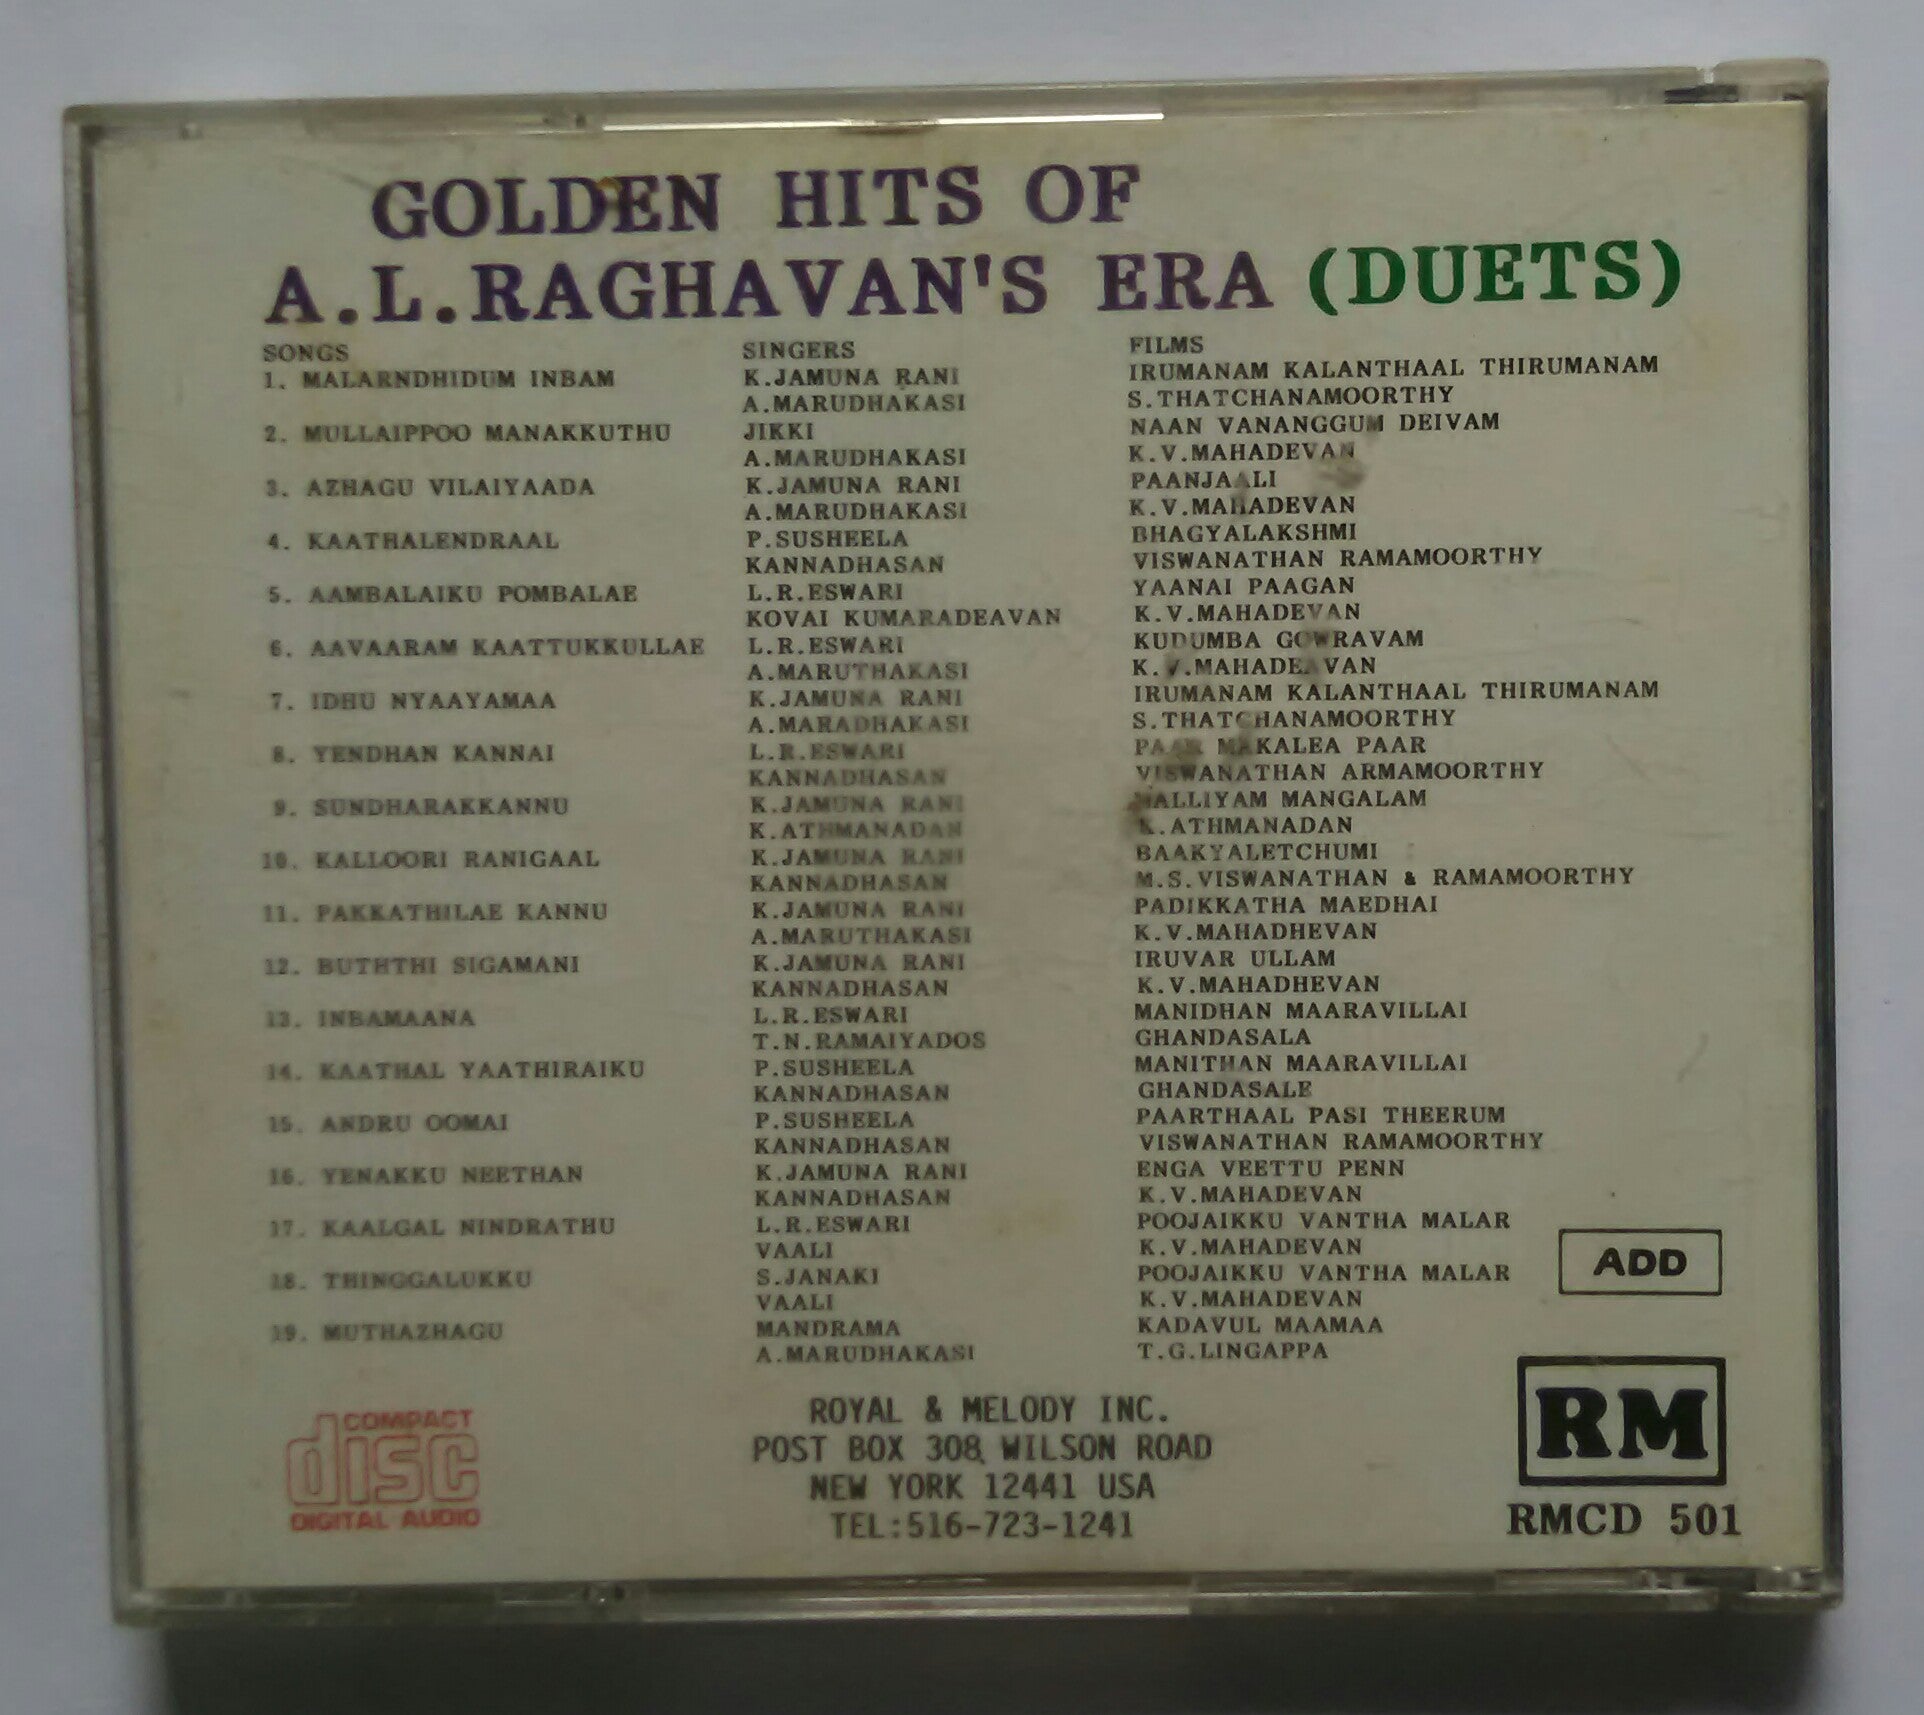 GOLDEN HITS OF
A.L.RAGHAVAN'S ERA (DUETS)
SONGS SINGERS FILMS
1. MALARNDHIDUM INBAM K.JAMUNA RANI IRUMANAM KALANTHAAL THIRUMANAM
A.MARUDHAKASI S.THATCHANAMOORTHY
2. MULLAIPPOO MANAKKUTHU JIKKI NAAN VANANGGUM DEIVAM
A.MARUDHAKASI K.V.MAHADEVAN
3. AZHAGU VILAIYAADA K.JAMUNA RANI PAANJAALI
A.MARUDHAKASI K.V.MAHADEVAN
4. KAATHALENDRAAL P.SUSHEELA BHAGYALAKSHMI
KANNADHASAN VISWANATHAN RAMAMOORTHY
5. AAMBALAIKU POMBALAE L.R.ESWARI YAANAI PAAGAN
KOVAI KUMARADEAVAN K.V.MAHADEVAN
6. AAVAARAM KAATTUKKULLAE L.R.ESWARI KUDUMBA GOWRAVAM
A.MARUTHAKASI K.V.MAHADEAVAN
7. IDHU NYAAYAMAA K.JAMUNA RANI IRUMANAM KALANTHAAL THIRUMANAM
A.MARADHAKASI S.THATCHANAMOORTHY
8. YENDHAN KANNAI L.R.ESWARI PAAR MAKALEA PAAR
KANNADHASAN VISWANATHAN ARMAMOORTHY
9. SUNDHARAKKANNU K.JAMUNA RANI NALLIYAM MANGALAM
K.ATHMANADAN K.ATHMANADAN
10. KALLOORI RANIGAAL K.JAMUNA RANI BAAKYALETCHUMI
KANNADHASAN M.S.VISWANATHAN & RAMAMOORTHY
11. PAKKATHILAE KANNU K.JAMUNA RANI PADIKKATHA MAEDHAI
A.MARUTHAKASI K.V.MAHADHEVAN
12. BUTHTHI SIGAMANI K.JAMUNA RANI IRUVAR ULLAM
KANNADHASAN K.V.MAHADHEVAN
13. INBAMAANA L.R.ESWARI MANIDHAN MAARAVILLAI
T.N.RAMAIYADOS GHANDASALA
14. KAATHAL YAATHIRAIKU P.SUSHEELA MANITHAN MAARAVILLAI
KANNADHASAN GHANDASALE
15. ANDRU OOMAI P.SUSHEELA PAARTHAAL PASI THEERUM
KANNADHASAN VISWANATHAN RAMAMOORTHY
16. YENAKKU NEETHAN K.JAMUNA RANI ENGA VEETTU PENN
KANNADHASAN K.V.MAHADEVAN
17. KAALGAL NINDRATHU L.R.ESWARI POOJAIKKU VANTHA MALAR
VAALI K.V.MAHADEVAN
18. THINGGALUKKU S.JANAKI POOJAIKKU VANTHA MALAR
VAALI K.V.MAHADEVAN
19. MUTHAZHAGU MANDRAMA KADAVUL MAAMAA
A.MARUDHAKASI T.G.LINGAPPA
ADD
COMPACT
disc
DIGITAL AUDIO
ROYAL & MELODY INC.
POST BOX 308, WILSON ROAD
NEW YORK 12441 USA
TEL:516-723-1241
RM
RMCD 501